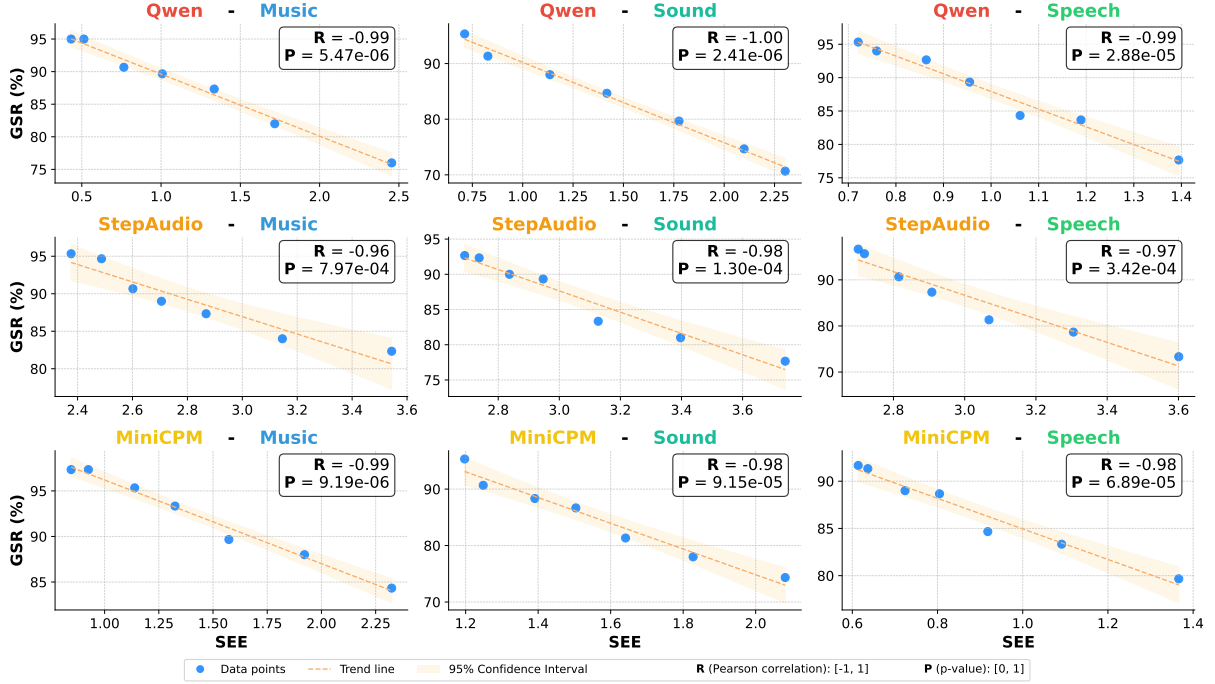 Qwen - Music
Qwen - Sound
Qwen - Speech
GSR (%)
95
90
85
80
75
R = -0.99
P = 5.47e-06
0.5 1.0 1.5 2.0 2.5
90
80
70
R = -1.00
P = 2.41e-06
0.75 1.00 1.25 1.50 1.75 2.00 2.25
95
90
85
80
75
R = -0.99
P = 2.88e-05
0.7 0.8 0.9 1.0 1.1 1.2 1.3 1.4
StepAudio - Music
StepAudio - Sound
StepAudio - Speech
GSR (%)
95
90
85
80
R = -0.96
P = 7.97e-04
2.4 2.6 2.8 3.0 3.2 3.4 3.6
95
90
85
80
75
R = -0.98
P = 1.30e-04
2.8 3.0 3.2 3.4 3.6
90
80
70
R = -0.97
P = 3.42e-04
2.8 3.0 3.2 3.4 3.6
MiniCPM - Music
MiniCPM - Sound
MiniCPM - Speech
GSR (%)
95
90
85
R = -0.99
P = 9.19e-06
1.00 1.25 1.50 1.75 2.00 2.25
SEE
90
80
70
R = -0.98
P = 9.15e-05
1.2 1.4 1.6 1.8 2.0
SEE
90
85
80
R = -0.98
P = 6.89e-05
0.6 0.8 1.0 1.2 1.4
SEE
Data points Trend line 95% Confidence Interval R (Pearson correlation): [-1, 1] P (p-value): [0, 1]